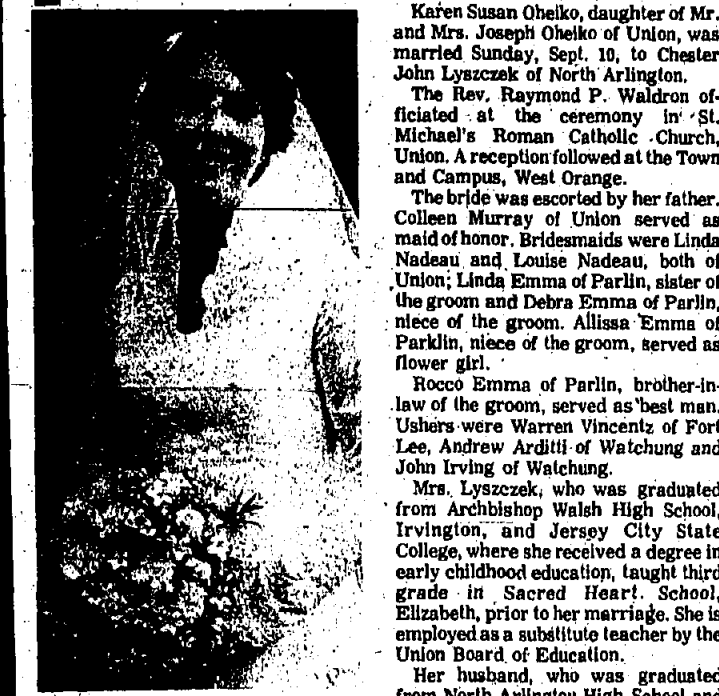 Karen Susan Oheiko, daughter of Mr.
and Mrs. Joseph Oheiko of Union, was
married Sunday, Sept. 10, to Chester
John Lyszczek of North Arlington.
The Rev. Raymond P. Waldron of-
ficiated at the ceremony in St.
Michael's Roman Catholic Church,
Union. A reception followed at the Town
and Campus, West Orange.
The bride was escorted by her father.
Colleen Murray of Union served as
maid of honor. Bridesmaids were Linda
Nadeau and Louise Nadeau, both of
Union; Linda Emma of Parlin, sister of
the groom and Debra Emma of Parlin,
niece of the groom. Allissa Emma of
Parklin, niece of the groom, served as
flower girl.
Rocco Emma of Parlin, brother-in-
law of the groom, served as best man.
Ushers were Warren Vincentz of Fort
Lee, Andrew Arditti of Watchung and
John Irving of Watchung.
Mrs. Lyszczek, who was graduated
from Archbishop Walsh High School,
Irvington, and Jersey City State
College, where she received a degree in
early childhood education, taught third
grade in Sacred Heart School,
Elizabeth, prior to her marriage. She is
employed as a substitute teacher by the
Union Board of Education.
Her husband, who was graduated
from North Arlington High School and